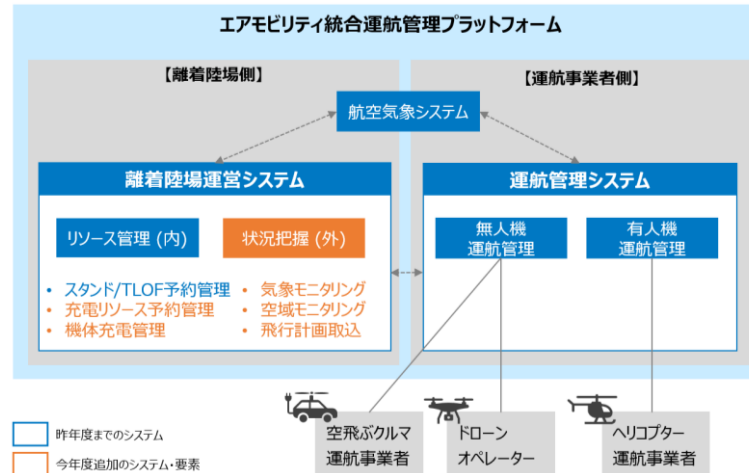 エアモビリティ統合運航管理プラットフォーム
【離着陸場側】
【運航事業者側】
航空気象システム
離着陸場運営システム
運航管理システム
リソース管理 (内)
状況把握 (外)
無人機
運航管理
有人機
運航管理
• スタンド/TLOF予約管理
• 充電リソース予約管理
• 機体充電管理
• 気象モニタリング
• 空域モニタリング
• 飛行計画取込
空飛ぶクルマ
運航事業者
ドローン
オペレーター
ヘリコプター
運航事業者
昨年度までのシステム
今年度追加のシステム・要素